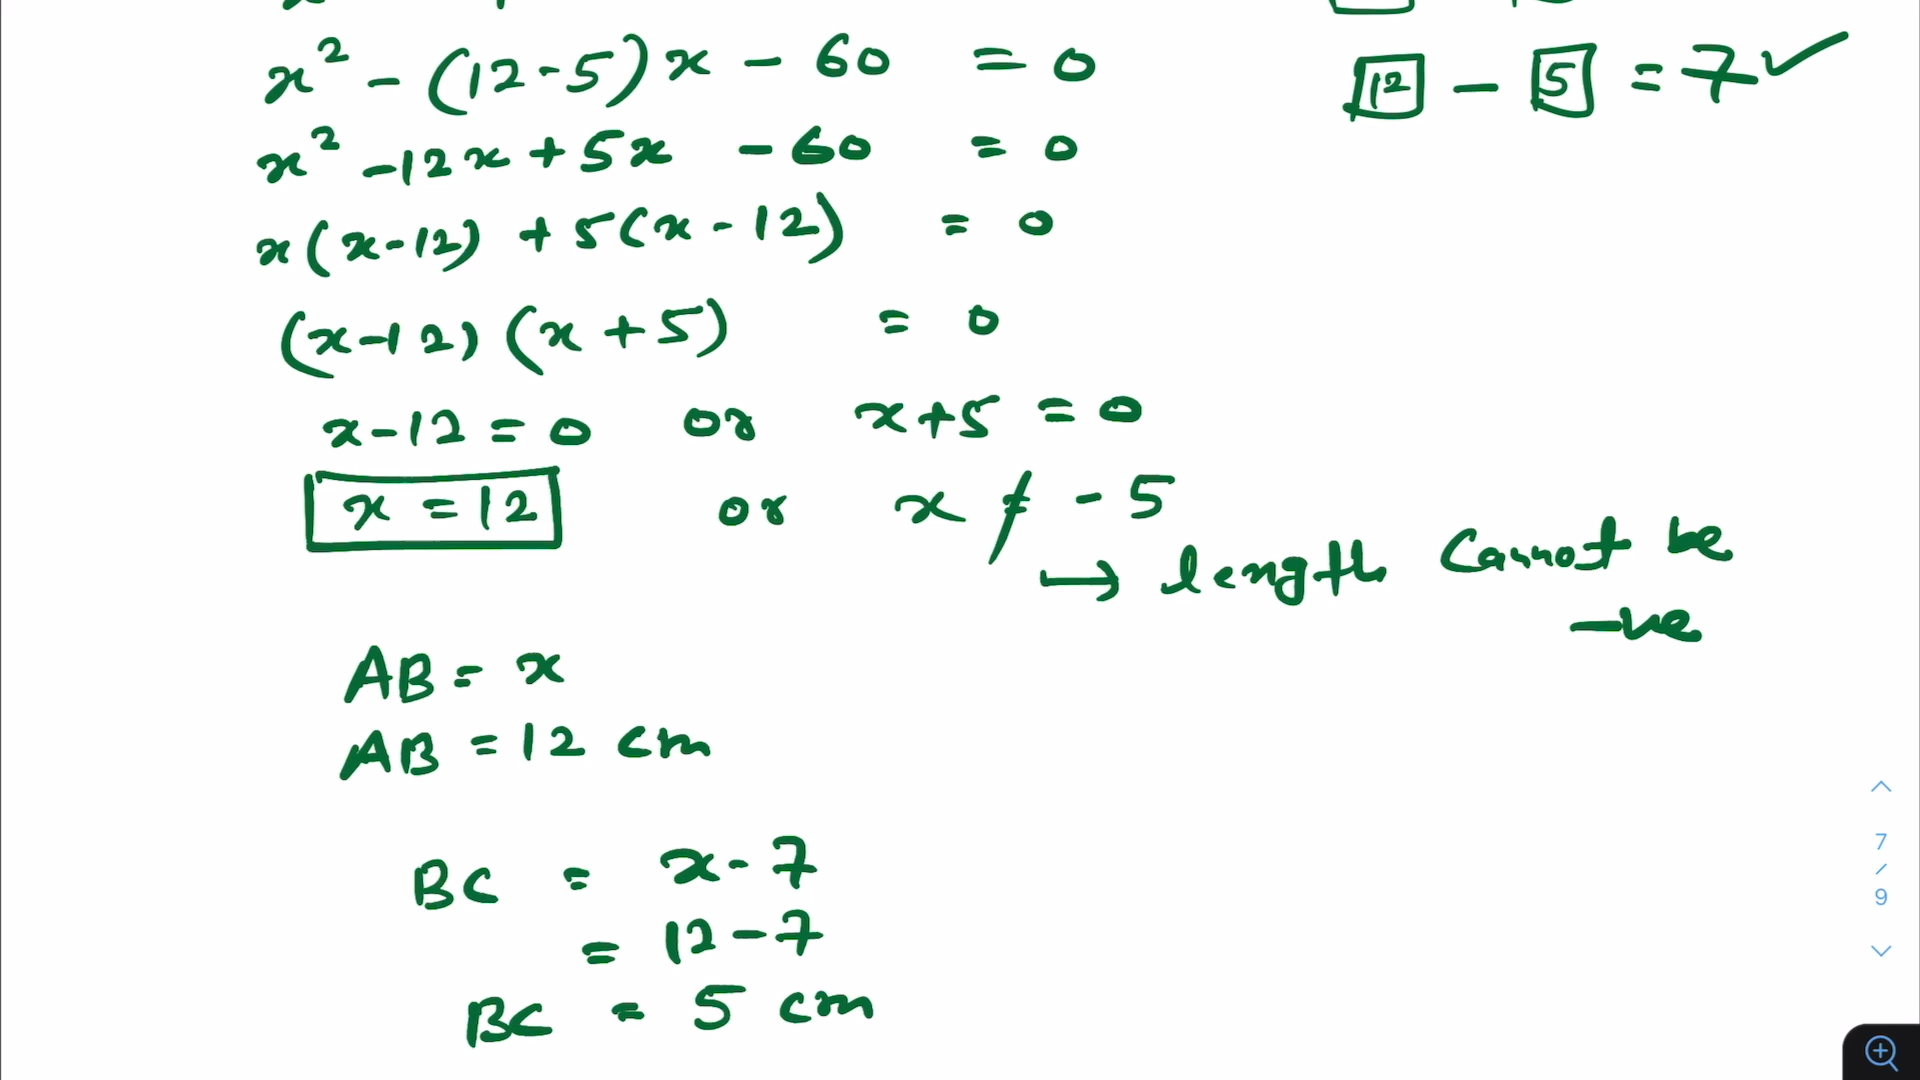 x² - (12-5)x - 60 = 0
12 - 5 = 7 ✓
x² -12x + 5x - 60 = 0
x(x-12) + 5(x-12) = 0
(x-12) (x+5) = 0
x-12 = 0 or x+5 = 0
x = 12 or x ≠ -5
→ length cannot be
-ve
AB = x
AB = 12 cm
BC = x-7
= 12-7
BC = 5 cm
7
/
9